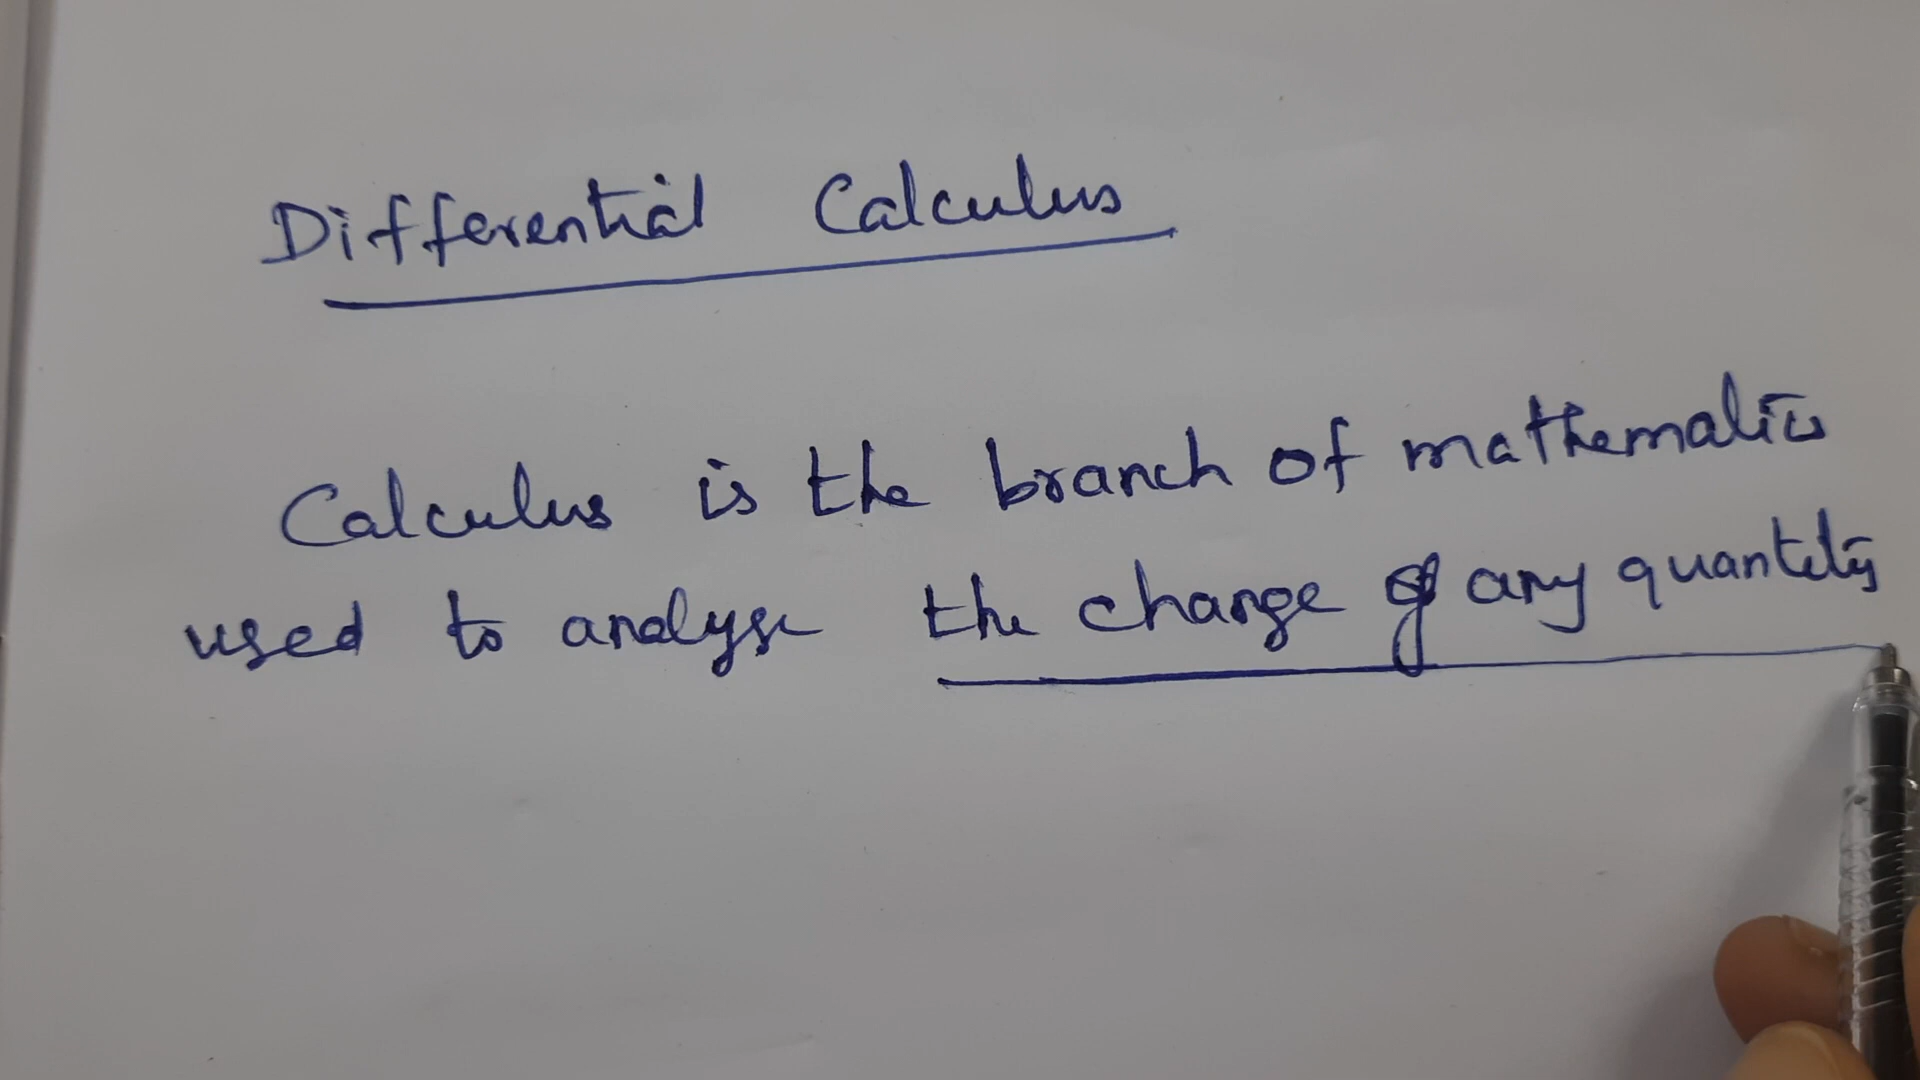 Differential Calculus
Calculus is the branch of mathematics
used to analyse the change of any quantity